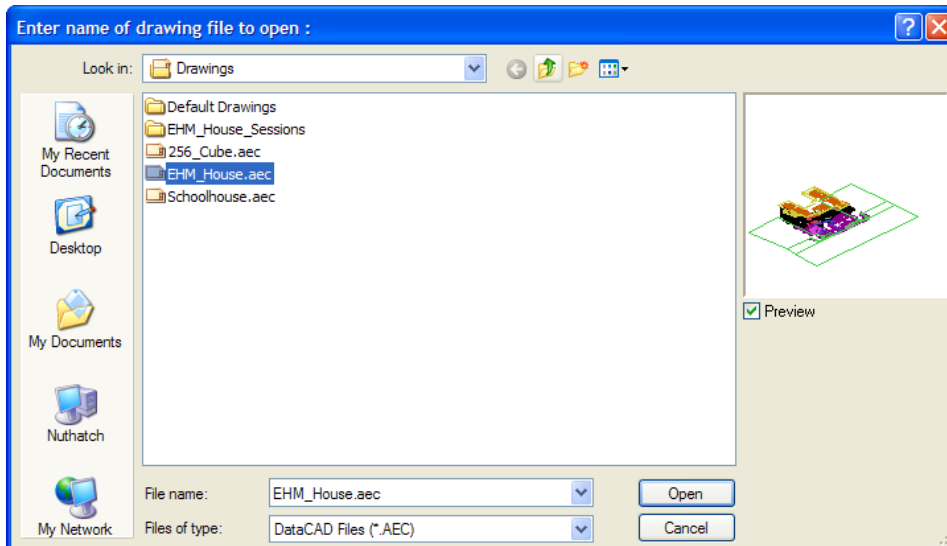 Enter name of drawing file to open :
Look in: Drawings
Default Drawings
EHM_House_Sessions
256_Cube.aec
EHM_House.aec
Schoolhouse.aec
My Recent
Documents
Desktop
My Documents
Nuthatch
My Network
Preview
File name: EHM_House.aec Open
Files of type: DataCAD Files (*.AEC) Cancel